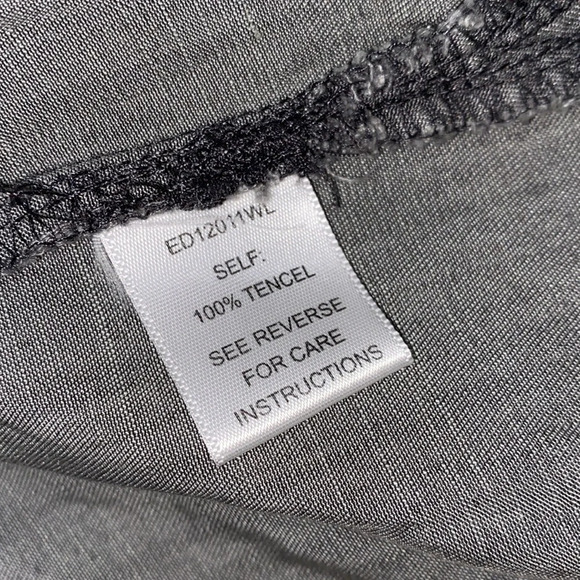 ED12011WL
SELF:
100% TENCEL
SEE REVERSE
FOR CARE
INSTRUCTIONS